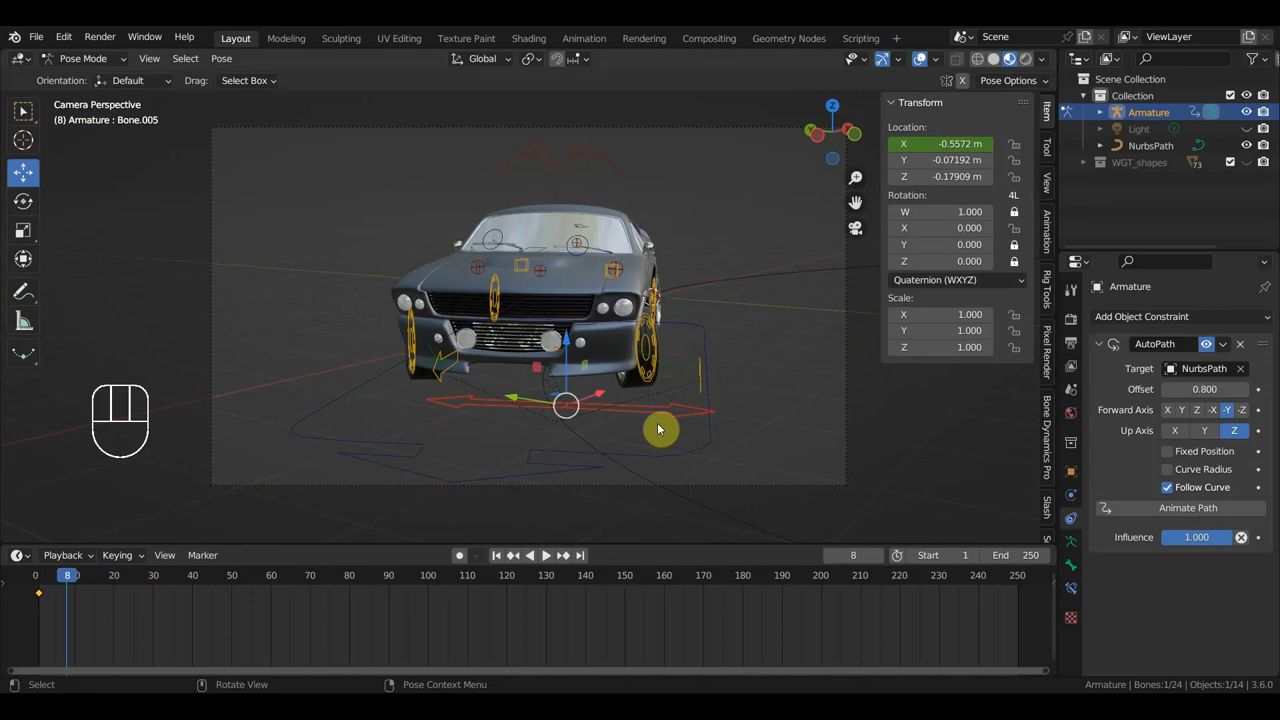 File Edit Render Window Help Layout Modeling Sculpting UV Editing Texture Paint Shading Animation Rendering Compositing Geometry Nodes Scripting + Scene ViewLayer
Pose Mode View Select Pose Global
Orientation: Default Drag: Select Box X Pose Options
Camera Perspective
(8) Armature : Bone.005
Z
Y
X
Transform
Location:
X -0.5572 m
Y -0.07192 m
Z -0.17909 m
Rotation: 4L
W 1.000
X 0.000
Y 0.000
Z 0.000
Quaternion (WXYZ)
Scale:
X 1.000
Y 1.000
Z 1.000
Item
Tool
View
Animation
Rig Tools
Pixel Render
Bone Dynamics Pro
Slash
Scene Collection
Collection
Armature
Light
NurbsPath
WGT_shapes 73
Armature
Add Object Constraint
AutoPath
Target NurbsPath
Offset 0.800
Forward Axis X Y Z -X -Y -Z
Up Axis X Y Z
Fixed Position
Curve Radius
Follow Curve
Animate Path
Influence 1.000
Playback Keying View Marker 8 Start 1 End 250
0 8 20 30 40 50 60 70 80 90 100 110 120 130 140 150 160 170 180 190 200 210 220 230 240 250
Select Rotate View Pose Context Menu Armature | Bones:1/24 | Objects:1/14 | 3.6.0